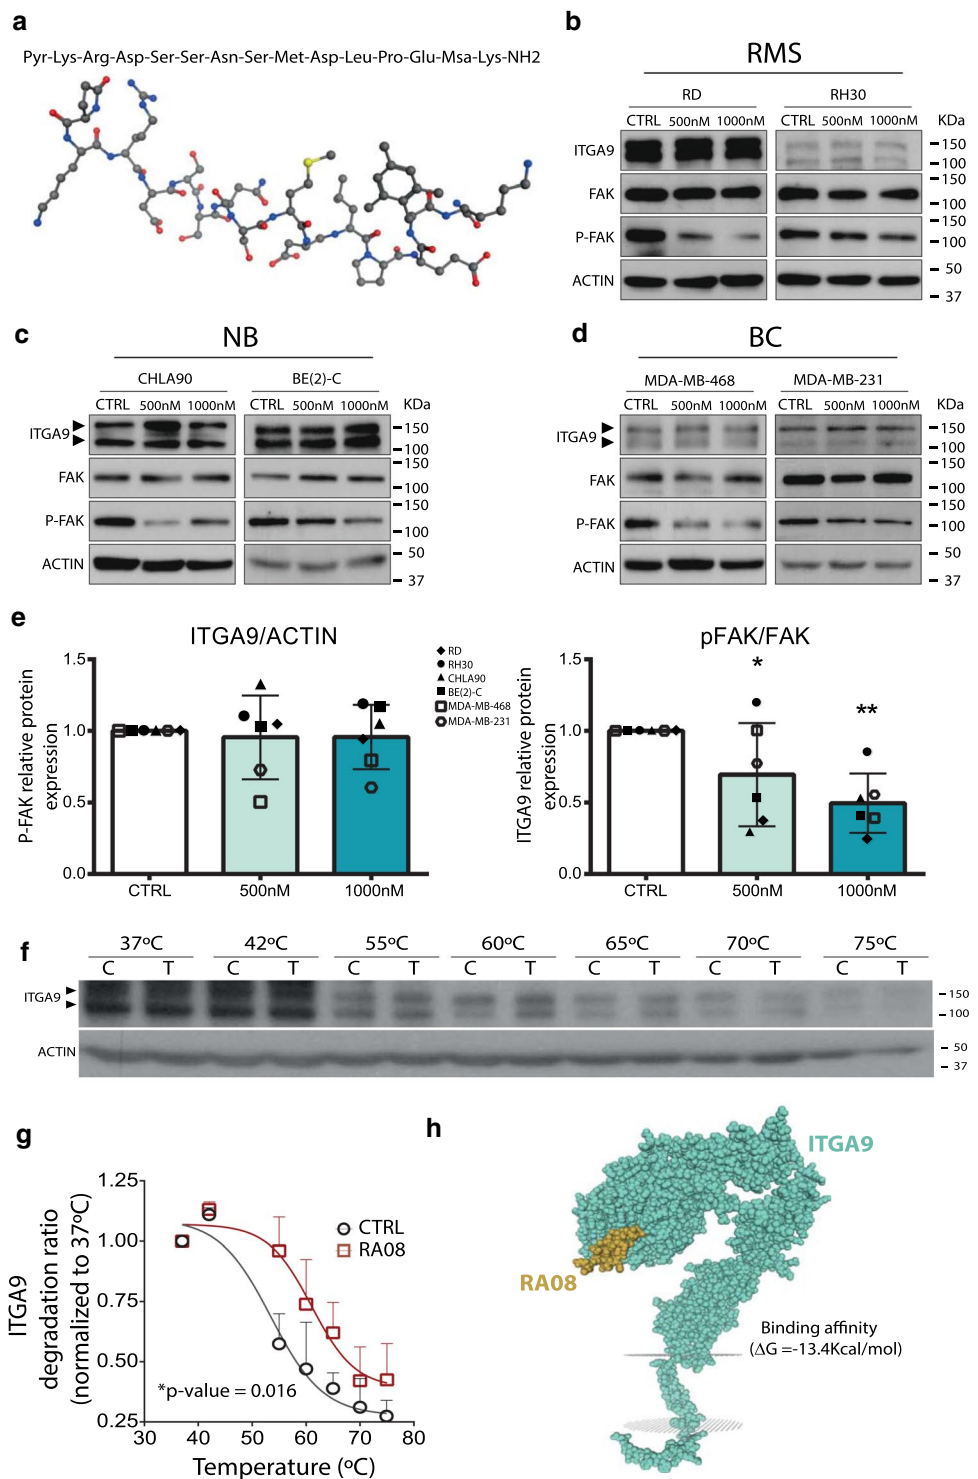 a
Pyr-Lys-Arg-Asp-Ser-Ser-Asn-Ser-Met-Asp-Leu-Pro-Glu-Msa-Lys-NH2
b
RMS
RD RH30
CTRL 500nM 1000nM CTRL 500nM 1000nM KDa
ITGA9 150
100
FAK 150
100
P-FAK 150
100
ACTIN 50
37
c
NB
CHLA90 BE(2)-C
CTRL 500nM 1000nM CTRL 500nM 1000nM KDa
ITGA9 150
100
FAK 150
100
P-FAK 150
100
ACTIN 50
37
d
BC
MDA-MB-468 MDA-MB-231
CTRL 500nM 1000nM CTRL 500nM 1000nM KDa
ITGA9 150
100
FAK 150
100
P-FAK 150
100
ACTIN 50
37
e
ITGA9/ACTIN
P-FAK relative protein
expression
1.5
1.0
0.5
0.0
CTRL 500nM 1000nM
RD
RH30
CHLA90
BE(2)-C
MDA-MB-468
MDA-MB-231
pFAK/FAK
ITGA9 relative protein
expression
1.5
1.0
0.5
0.0
*
**
CTRL 500nM 1000nM
f
37ºC 42ºC 55ºC 60ºC 65ºC 70ºC 75ºC
C T C T C T C T C T C T C T
ITGA9 150
100
ACTIN 50
37
g
ITGA9
degradation ratio
(normalized to 37ºC)
1.25
1.00
0.75
0.50
0.25
CTRL
RA08
*p-value = 0.016
30 40 50 60 70 80
Temperature (ºC)
h
ITGA9
RA08
Binding affinity
(ΔG =-13.4Kcal/mol)